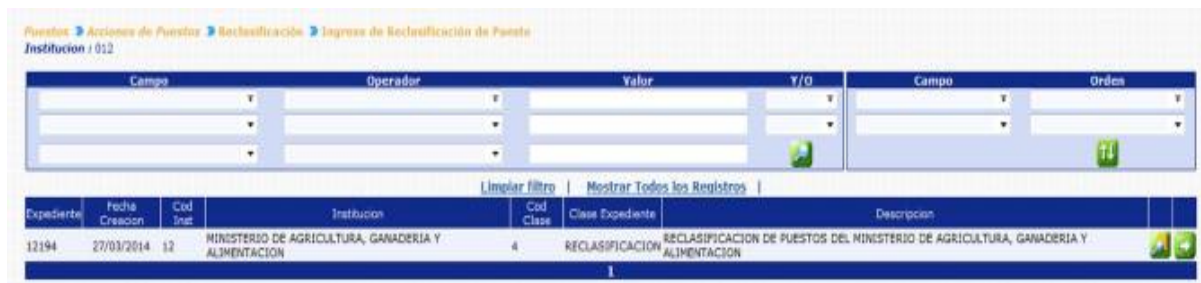 Puestos Acciones de Puestos Reclasificación Ingreso de Reclasificación de Puesto
Institucion : 012
Campo Operador Valor Y/O Campo Orden
Limpiar filtro | Mostrar Todos los Registros |
Expediente Fecha Creacion Cod Inst Institucion Cod Clase Clase Expediente Descripcion
12194 27/03/2014 12 MINISTERIO DE AGRICULTURA, GANADERIA Y ALIMENTACION 4 RECLASIFICACION RECLASIFICACION DE PUESTOS DEL MINISTERIO DE AGRICULTURA, GANADERIA Y ALIMENTACION
1